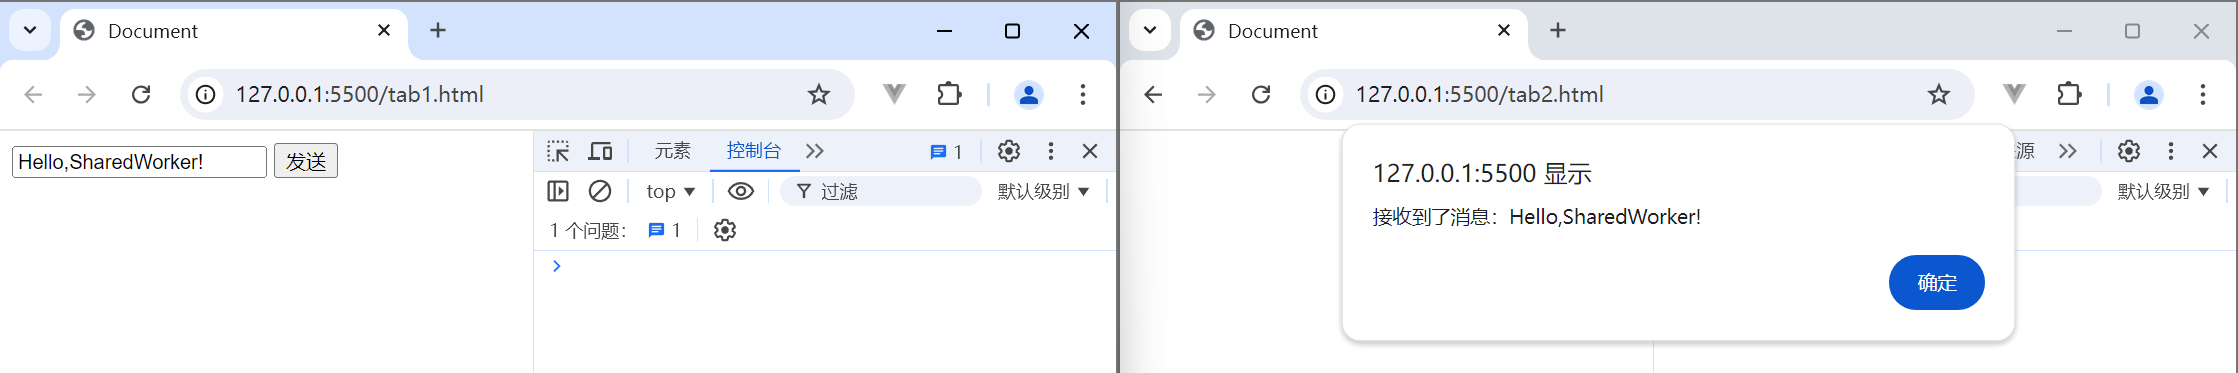 Document
127.0.0.1:5500/tab1.html
Hello,SharedWorker!
发送
元素
控制台
1
top
过滤
默认级别
1 个问题:
1
Document
127.0.0.1:5500/tab2.html
127.0.0.1:5500 显示
接收到了消息：Hello,SharedWorker!
确定
源
默认级别